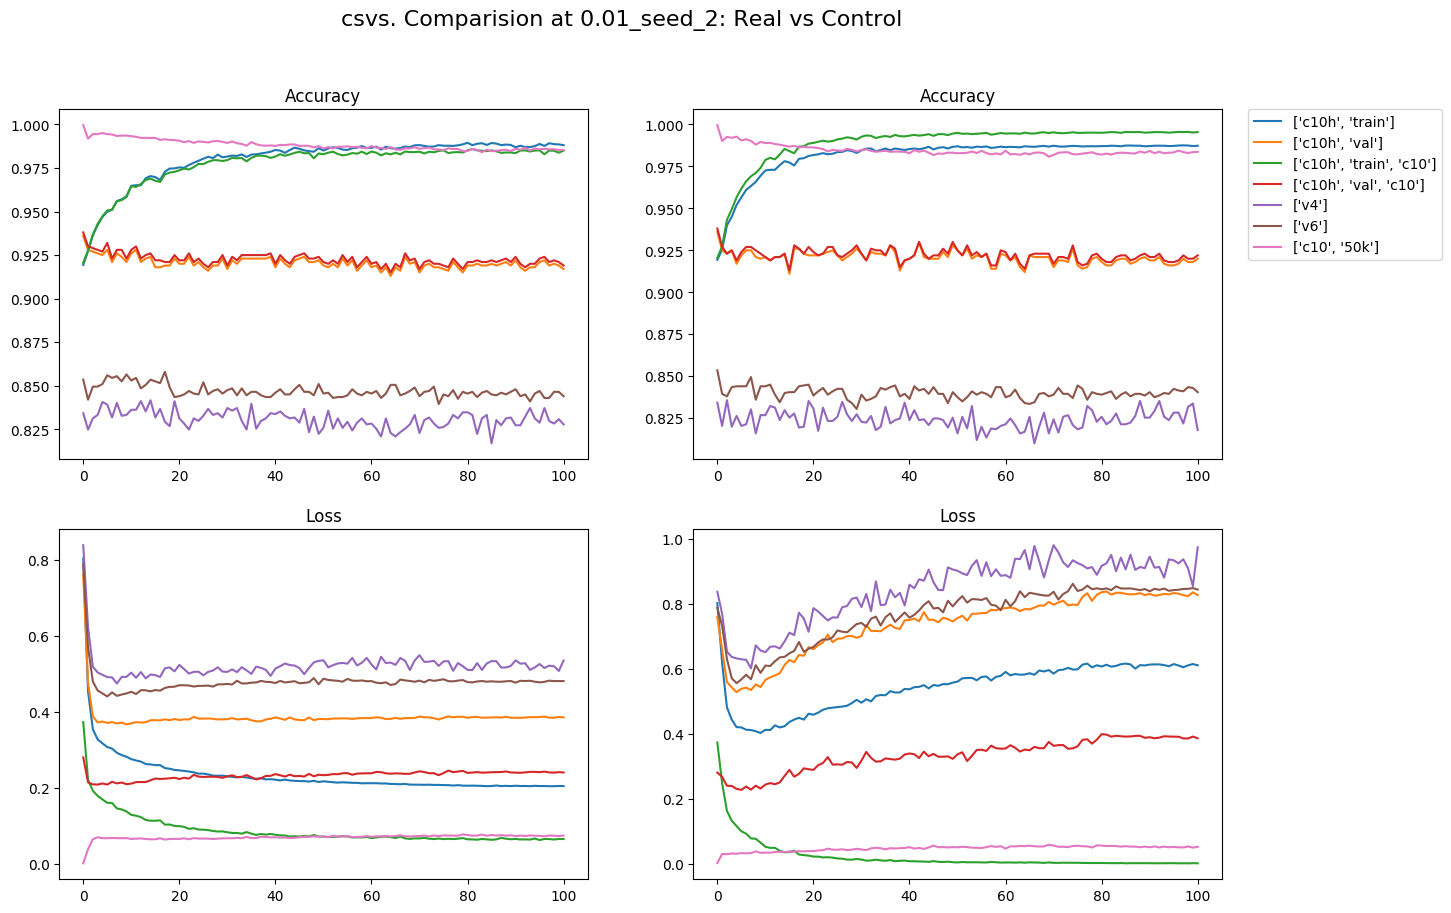 csvs. Comparision at 0.01_seed_2: Real vs Control
Accuracy
1.000
0.975
0.950
0.925
0.900
0.875
0.850
0.825
0 20 40 60 80 100
Accuracy
1.000
0.975
0.950
0.925
0.900
0.875
0.850
0.825
0 20 40 60 80 100
['c10h', 'train']
['c10h', 'val']
['c10h', 'train', 'c10']
['c10h', 'val', 'c10']
['v4']
['v6']
['c10', '50k']
Loss
0.8
0.6
0.4
0.2
0.0
0 20 40 60 80 100
Loss
1.0
0.8
0.6
0.4
0.2
0.0
0 20 40 60 80 100